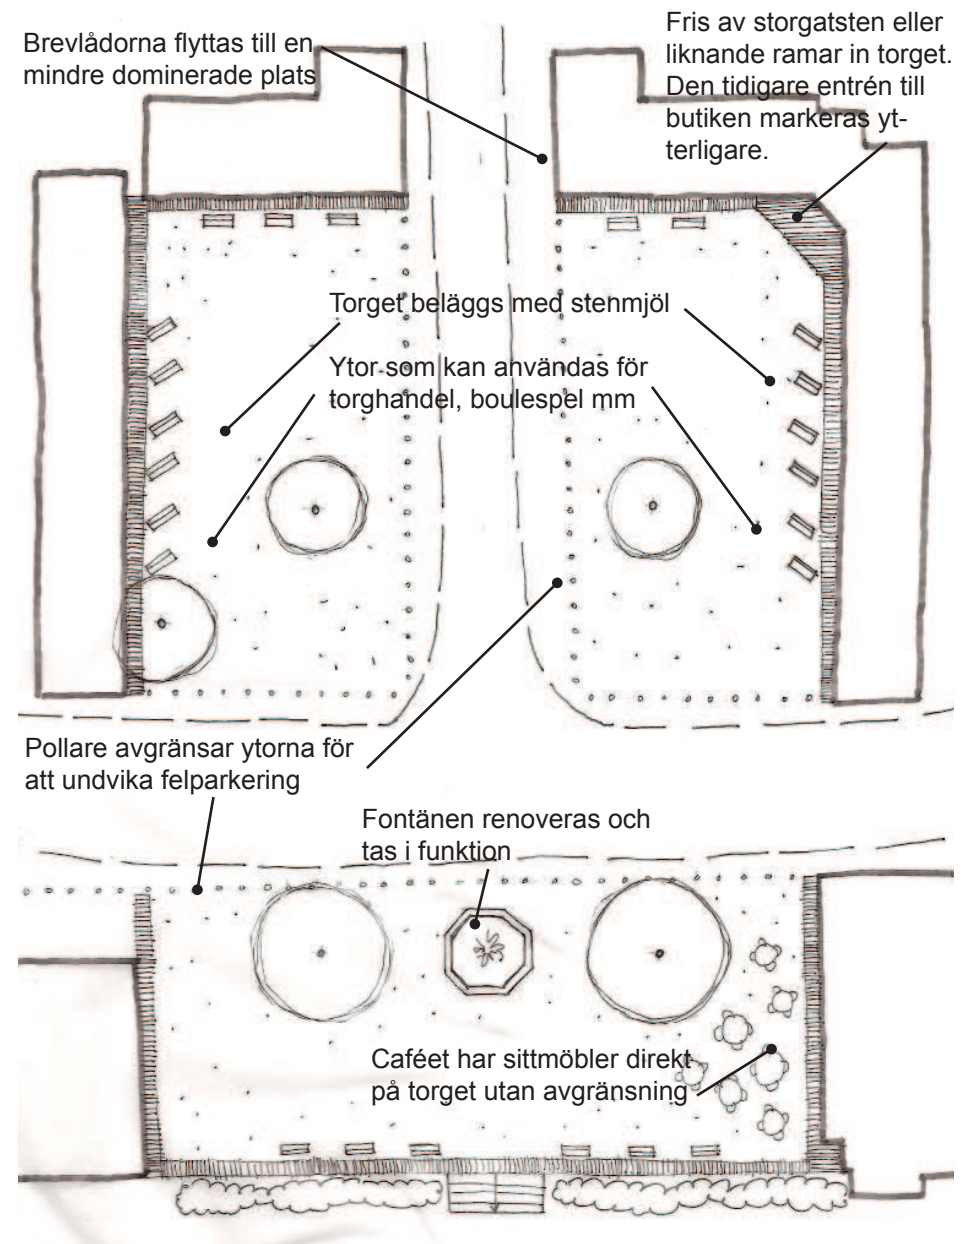 Brevlådorna flyttas till en
mindre dominerade plats
Fris av storgatsten eller
liknande ramar in torget.
Den tidigare entrén till
butiken markeras yt-
terligare.
Torget beläggs med stenmjöl
Ytor som kan användas för
torghandel, boulespel mm
Pollare avgränsar ytorna för
att undvika felparkering
Fontänen renoveras och
tas i funktion
Caféet har sittmöbler direkt
på torget utan avgränsning